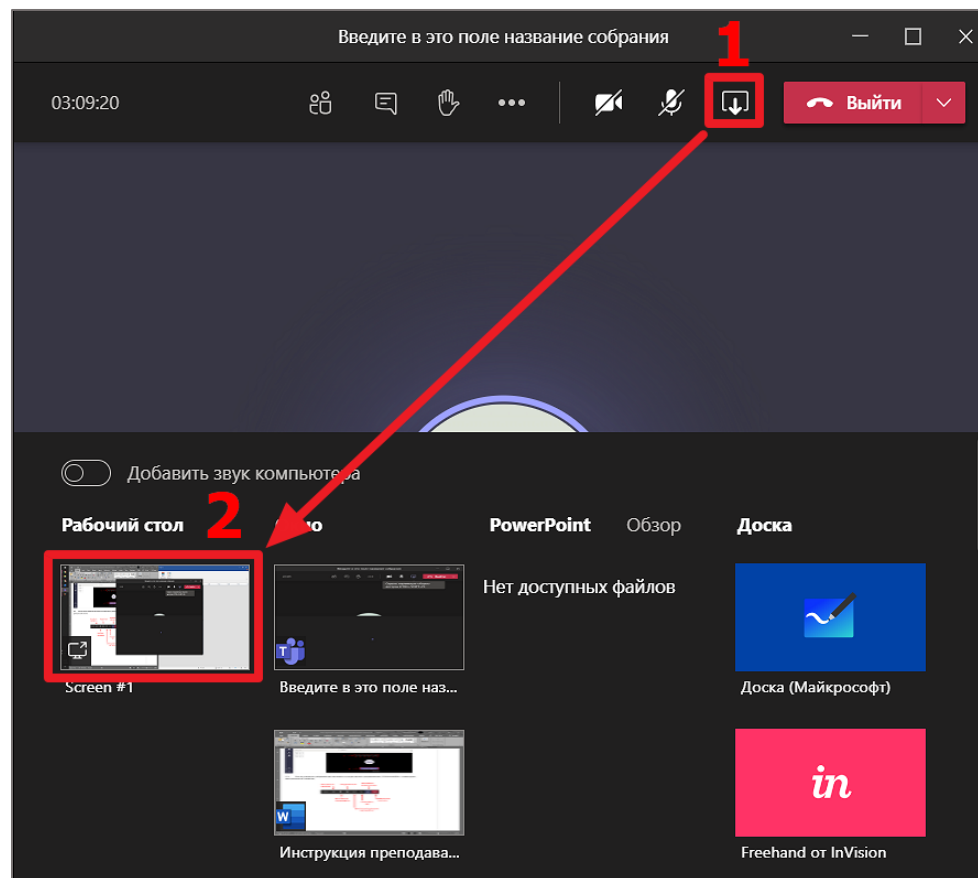 Введите в это поле название собрания
1
03:09:20
Выйти
Добавить звук компьютера
2
Рабочий стол
PowerPoint
Обзор
Доска
Нет доступных файлов
Screen #1
Введите в это поле наз...
Доска (Майкрософт)
in
W
Инструкция преподава...
Freehand от InVision